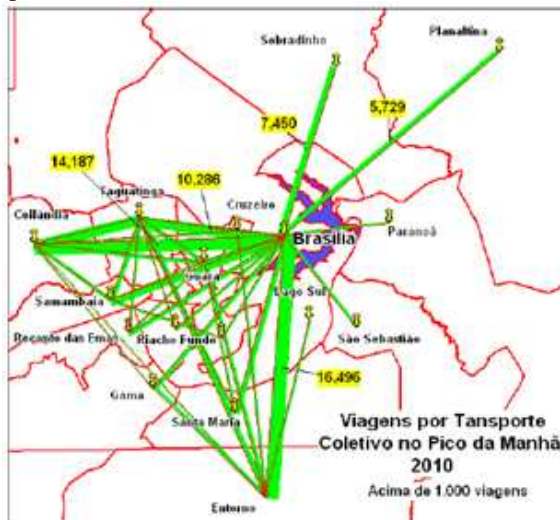 Planaltina
Sobradinho
5,729
7,450
14,187
Taguatinga
10,286
Cruzeiro
Ceilândia
Brasília
Paranoá
Guará
Samambaia
Lago Sul
Recanto das Emas
Riacho Fundo
São Sebastião
16,496
Gama
Santa Maria
Viagens por Transporte
Coletivo no Pico da Manhã
2010
Acima de 1.000 viagens
Entorno